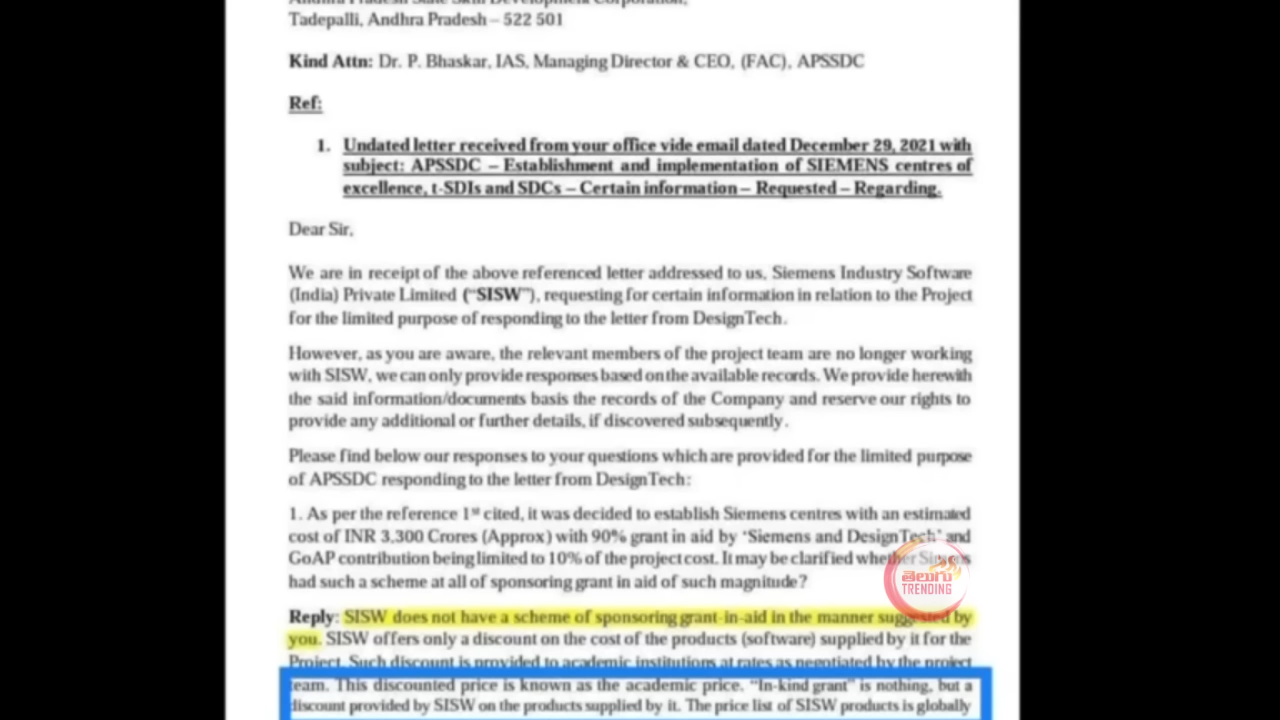 Andhra Pradesh State Skill Development Corporation,
Tadepalli, Andhra Pradesh – 522 501
Kind Attn: Dr. P. Bhaskar, IAS, Managing Director & CEO, (FAC), APSSDC
Ref:
1. Undated letter received from your office vide email dated December 29, 2021 with
subject: APSSDC – Establishment and implementation of SIEMENS centres of
excellence, t-SDIs and SDCs – Certain information – Requested – Regarding.
Dear Sir,
We are in receipt of the above referenced letter addressed to us, Siemens Industry Software
(India) Private Limited (“SISW”), requesting for certain information in relation to the Project
for the limited purpose of responding to the letter from DesignTech.
However, as you are aware, the relevant members of the project team are no longer working
with SISW, we can only provide responses based on the available records. We provide herewith
the said information/documents basis the records of the Company and reserve our rights to
provide any additional or further details, if discovered subsequently.
Please find below our responses to your questions which are provided for the limited purpose
of APSSDC responding to the letter from DesignTech:
1. As per the reference 1st cited, it was decided to establish Siemens centres with an estimated
cost of INR 3,300 Crores (Approx) with 90% grant in aid by ‘Siemens and DesignTech’ and
GoAP contribution being limited to 10% of the project cost. It may be clarified whether Siemens
had such a scheme at all of sponsoring grant in aid of such magnitude?
తెలుగు
TRENDING
Reply: SISW does not have a scheme of sponsoring grant-in-aid in the manner suggested by
you. SISW offers only a discount on the cost of the products (software) supplied by it for the
Project. Such discount is provided to academic institutions at rates as negotiated by the project
team. This discounted price is known as the academic price. “In-kind grant” is nothing, but a
discount provided by SISW on the products supplied by it. The price list of SISW products is globally